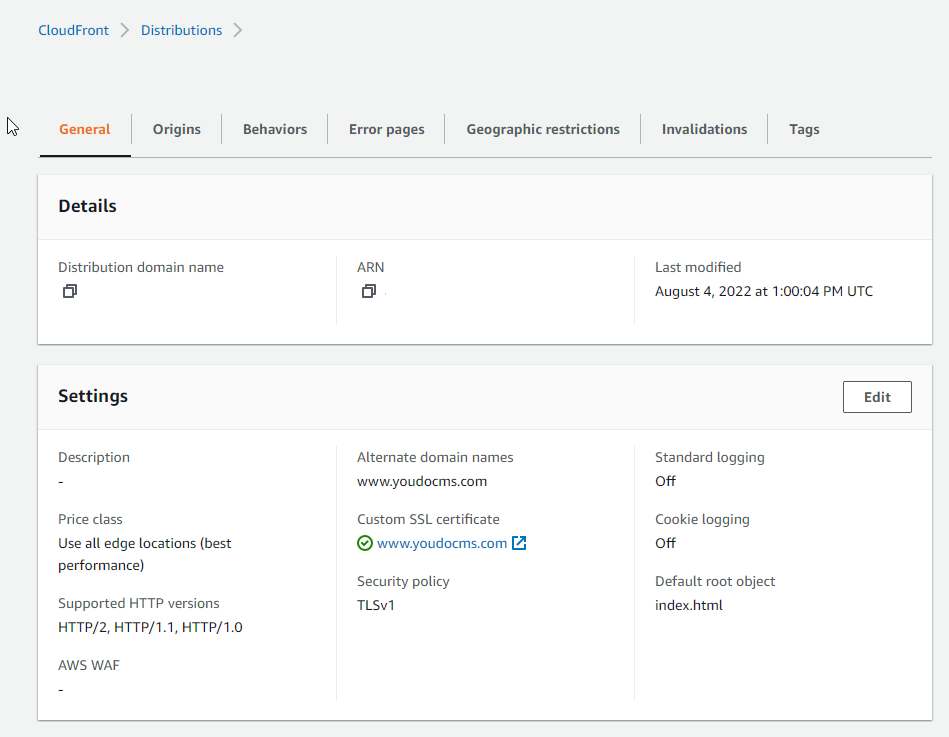 CloudFront
Distributions
General
Origins
Behaviors
Error pages
Geographic restrictions
Invalidations
Tags
Details
Distribution domain name
ARN
Last modified
August 4, 2022 at 1:00:04 PM UTC
Settings
Edit
Description
-
Price class
Use all edge locations (best
performance)
Supported HTTP versions
HTTP/2, HTTP/1.1, HTTP/1.0
AWS WAF
-
Alternate domain names
www.youdocms.com
Custom SSL certificate
www.youdocms.com
Security policy
TLSv1
Standard logging
Off
Cookie logging
Off
Default root object
index.html